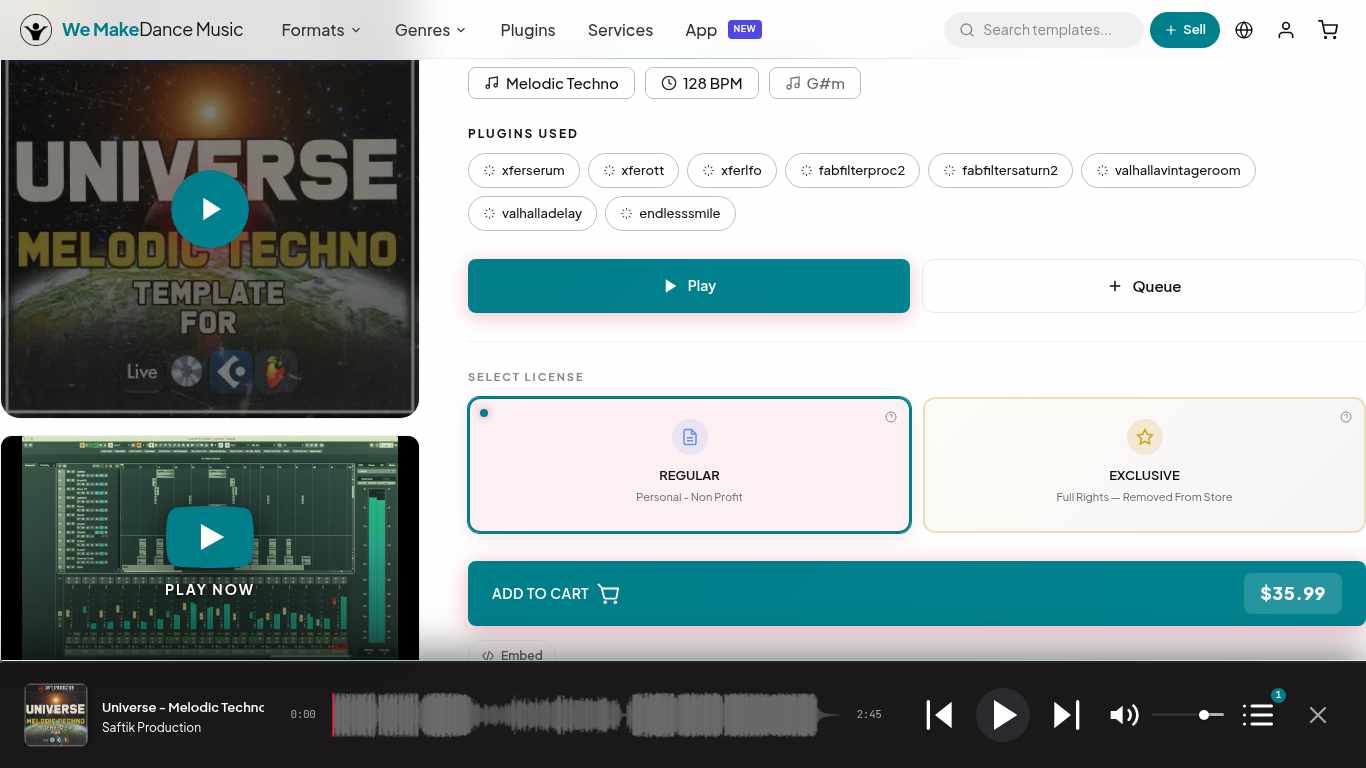 We MakeDance Music
Formats
Genres
Plugins
Services
App
NEW
Search templates...
Sell
UNIVERSE
MELODIC TECHNO
TEMPLATE
FOR
Live
Melodic Techno
128 BPM
G#m
PLUGINS USED
xferserum
xferott
xferlfo
fabfilterproc2
fabfiltersaturn2
valhallavintageroom
valhalladelay
endlesssmile
Play
Queue
SELECT LICENSE
REGULAR
Personal - Non Profit
EXCLUSIVE
Full Rights — Removed From Store
PLAY NOW
ADD TO CART
$35.99
Embed
UNIVERSE
Universe - Melodic Techno
Saftik Production
0:00
2:45
1